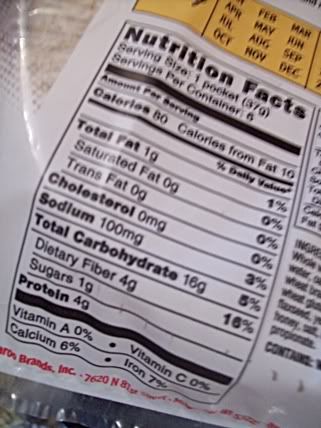 APR FEB MAR
JUL MAY JUN
OCT AUG SEP
NOV DEC
Nutrition Facts
Serving Size: 1 pocket (37g)
Servings Per Container: 6
Amount Per Serving
Calories 80 Calories from Fat 10
% Daily Value*
Total Fat 1g 1%
Saturated Fat 0g 0%
Trans Fat 0g
Cholesterol 0mg 0%
Sodium 100mg 3%
Total Carbohydrate 16g 5%
Dietary Fiber 4g 16%
Sugars 1g
Protein 4g
Vitamin A 0% • Vitamin C 0%
Calcium 6% • Iron 7%
Brands, Inc. • 7620 N 81st
INGRE
CONTAINS: W